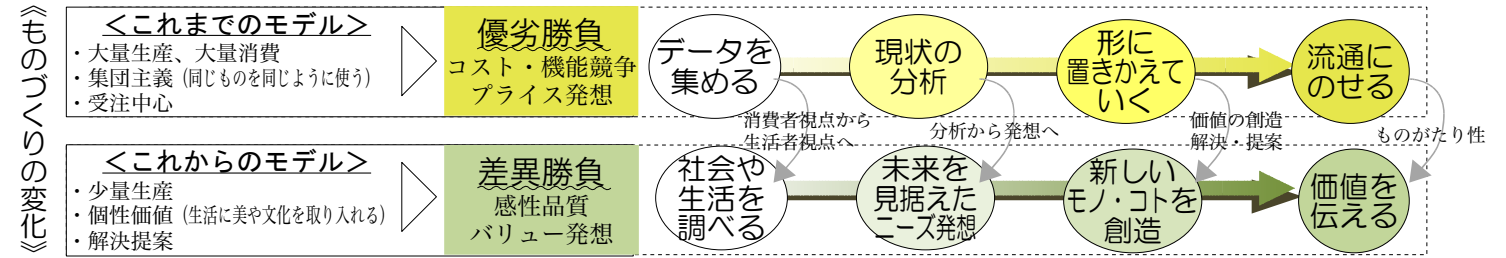 《ものづくりの変化》
＜これまでのモデル＞
・大量生産、大量消費
・集団主義（同じものを同じように使う）
・受注中心
優劣勝負
コスト・機能競争
プライス発想
データを
集める
現状の
分析
形に
置きかえて
いく
流通に
のせる
消費者視点から
生活者視点へ
分析から発想へ
価値の創造
解決・提案
ものがたり性
＜これからのモデル＞
・少量生産
・個性価値（生活に美や文化を取り入れる）
・解決提案
差異勝負
感性品質
バリュー発想
社会や
生活を
調べる
未来を
見据えた
ニーズ発想
新しい
モノ・コトを
創造
価値を
伝える